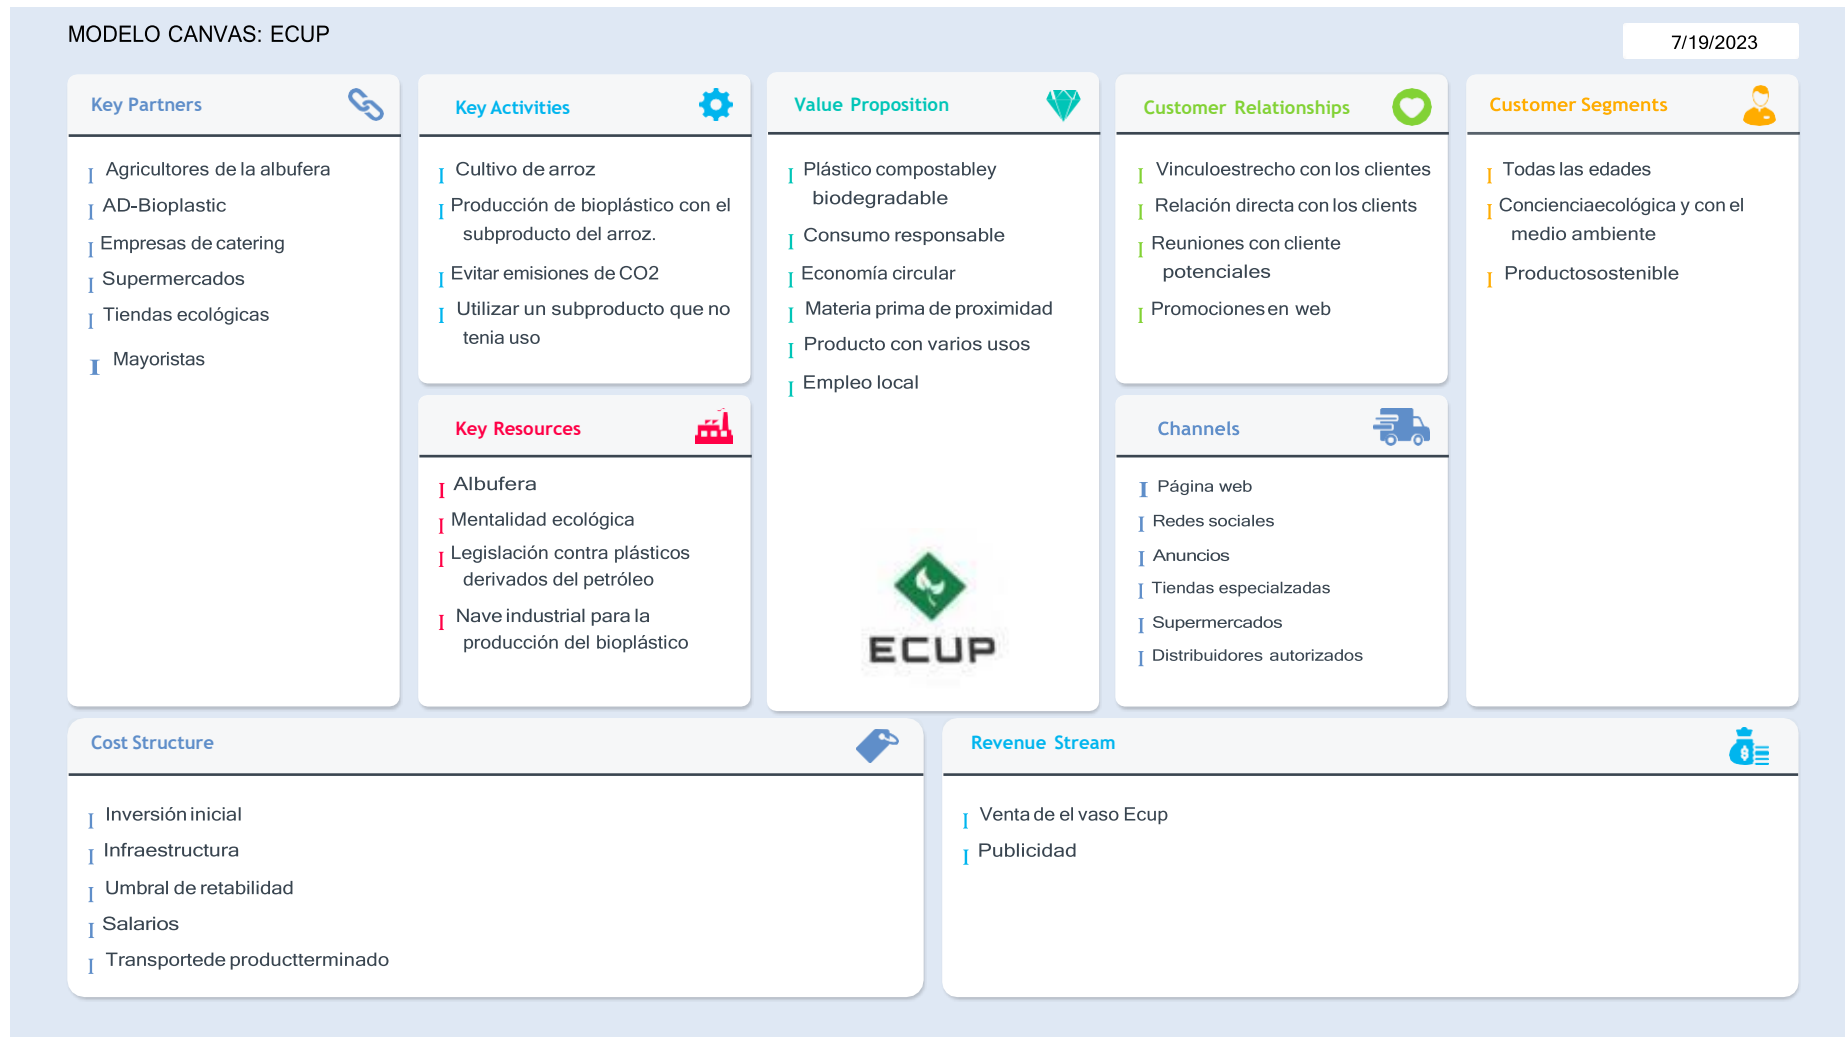 MODELO CANVAS: ECUP
7/19/2023
Key Partners
Agricultores de la albufera
AD-Bioplastic
Empresas de catering
Supermercados
Tiendas ecológicas
Mayoristas
Key Activities
Cultivo de arroz
Producción de bioplástico con el
subproducto del arroz.
Evitar emisiones de CO2
Utilizar un subproducto que no
tenia uso
Key Resources
Albufera
Mentalidad ecológica
Legislación contra plásticos
derivados del petróleo
Nave industrial para la
producción del bioplástico
Value Proposition
Plástico compostabley
biodegradable
Consumo responsable
Economía circular
Materia prima de proximidad
Producto con varios usos
Empleo local
ECUP
Customer Relationships
Vinculoestrecho con los clientes
Relación directa con los clients
Reuniones con cliente
potenciales
Promociones en web
Channels
Página web
Redes sociales
Anuncios
Tiendas especialzadas
Supermercados
Distribuidores autorizados
Customer Segments
Todas las edades
Concienciaecológica y con el
medio ambiente
Productosostenible
Cost Structure
Inversión inicial
Infraestructura
Umbral de retabilidad
Salarios
Transportede productterminado
Revenue Stream
Venta de el vaso Ecup
Publicidad